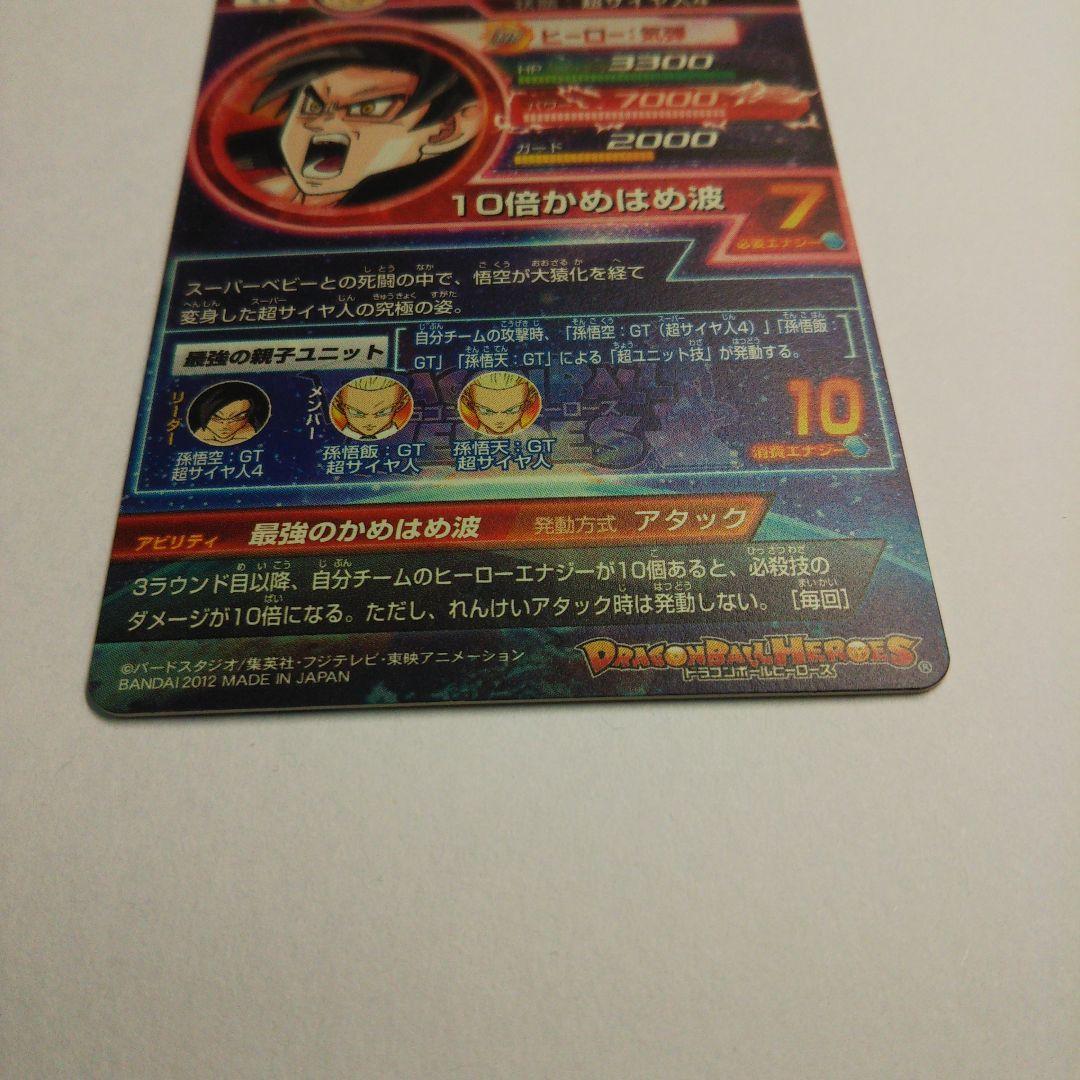 超サイヤ人4
ヒーロー:気弾
HP 3300
パワー 7000
ガード 2000
10倍かめはめ波
7
必要エナジー
スーパーベビーとの死闘の中で、悟空が大猿化を経て
変身した超サイヤ人の究極の姿。
最強の親子ユニット
自分チームの攻撃時、「孫悟空:GT(超サイヤ人4)」「孫悟飯:
GT」「孫悟天:GT」による「超ユニット技」が発動する。
リーダー
孫悟空:GT
超サイヤ人4
メンバー
孫悟飯:GT
超サイヤ人
孫悟天:GT
超サイヤ人
10
消費エナジー
アビリティ 最強のかめはめ波 発動方式 アタック
3ラウンド目以降、自分チームのヒーローエナジーが10個あると、必殺技の
ダメージが10倍になる。ただし、れんけいアタック時は発動しない。[毎回]
©バードスタジオ/集英社・フジテレビ・東映アニメーション
BANDAI 2012 MADE IN JAPAN
DRAGONBALL HEROES®
ドラゴンボールヒーローズ